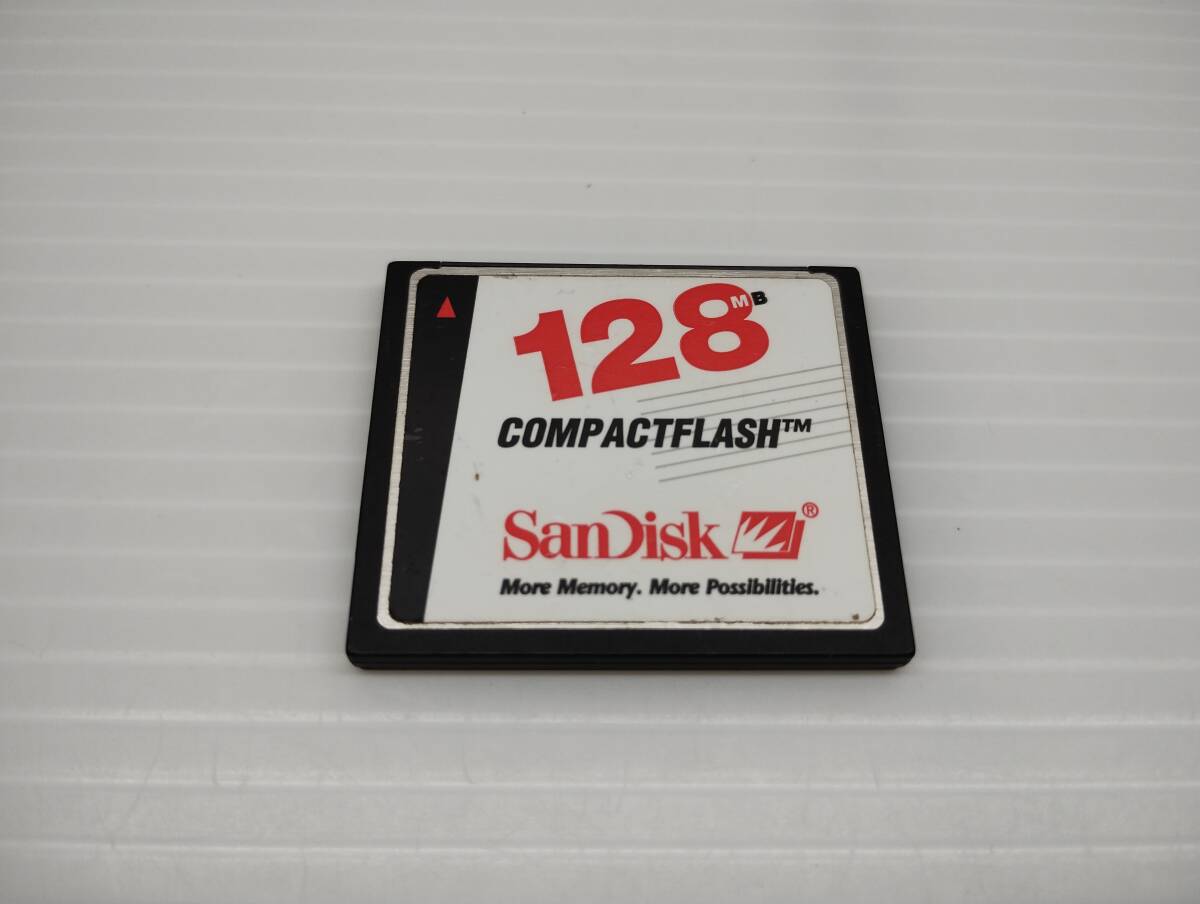 128MB
COMPACTFLASH™
SanDisk®
More Memory. More Possibilities.